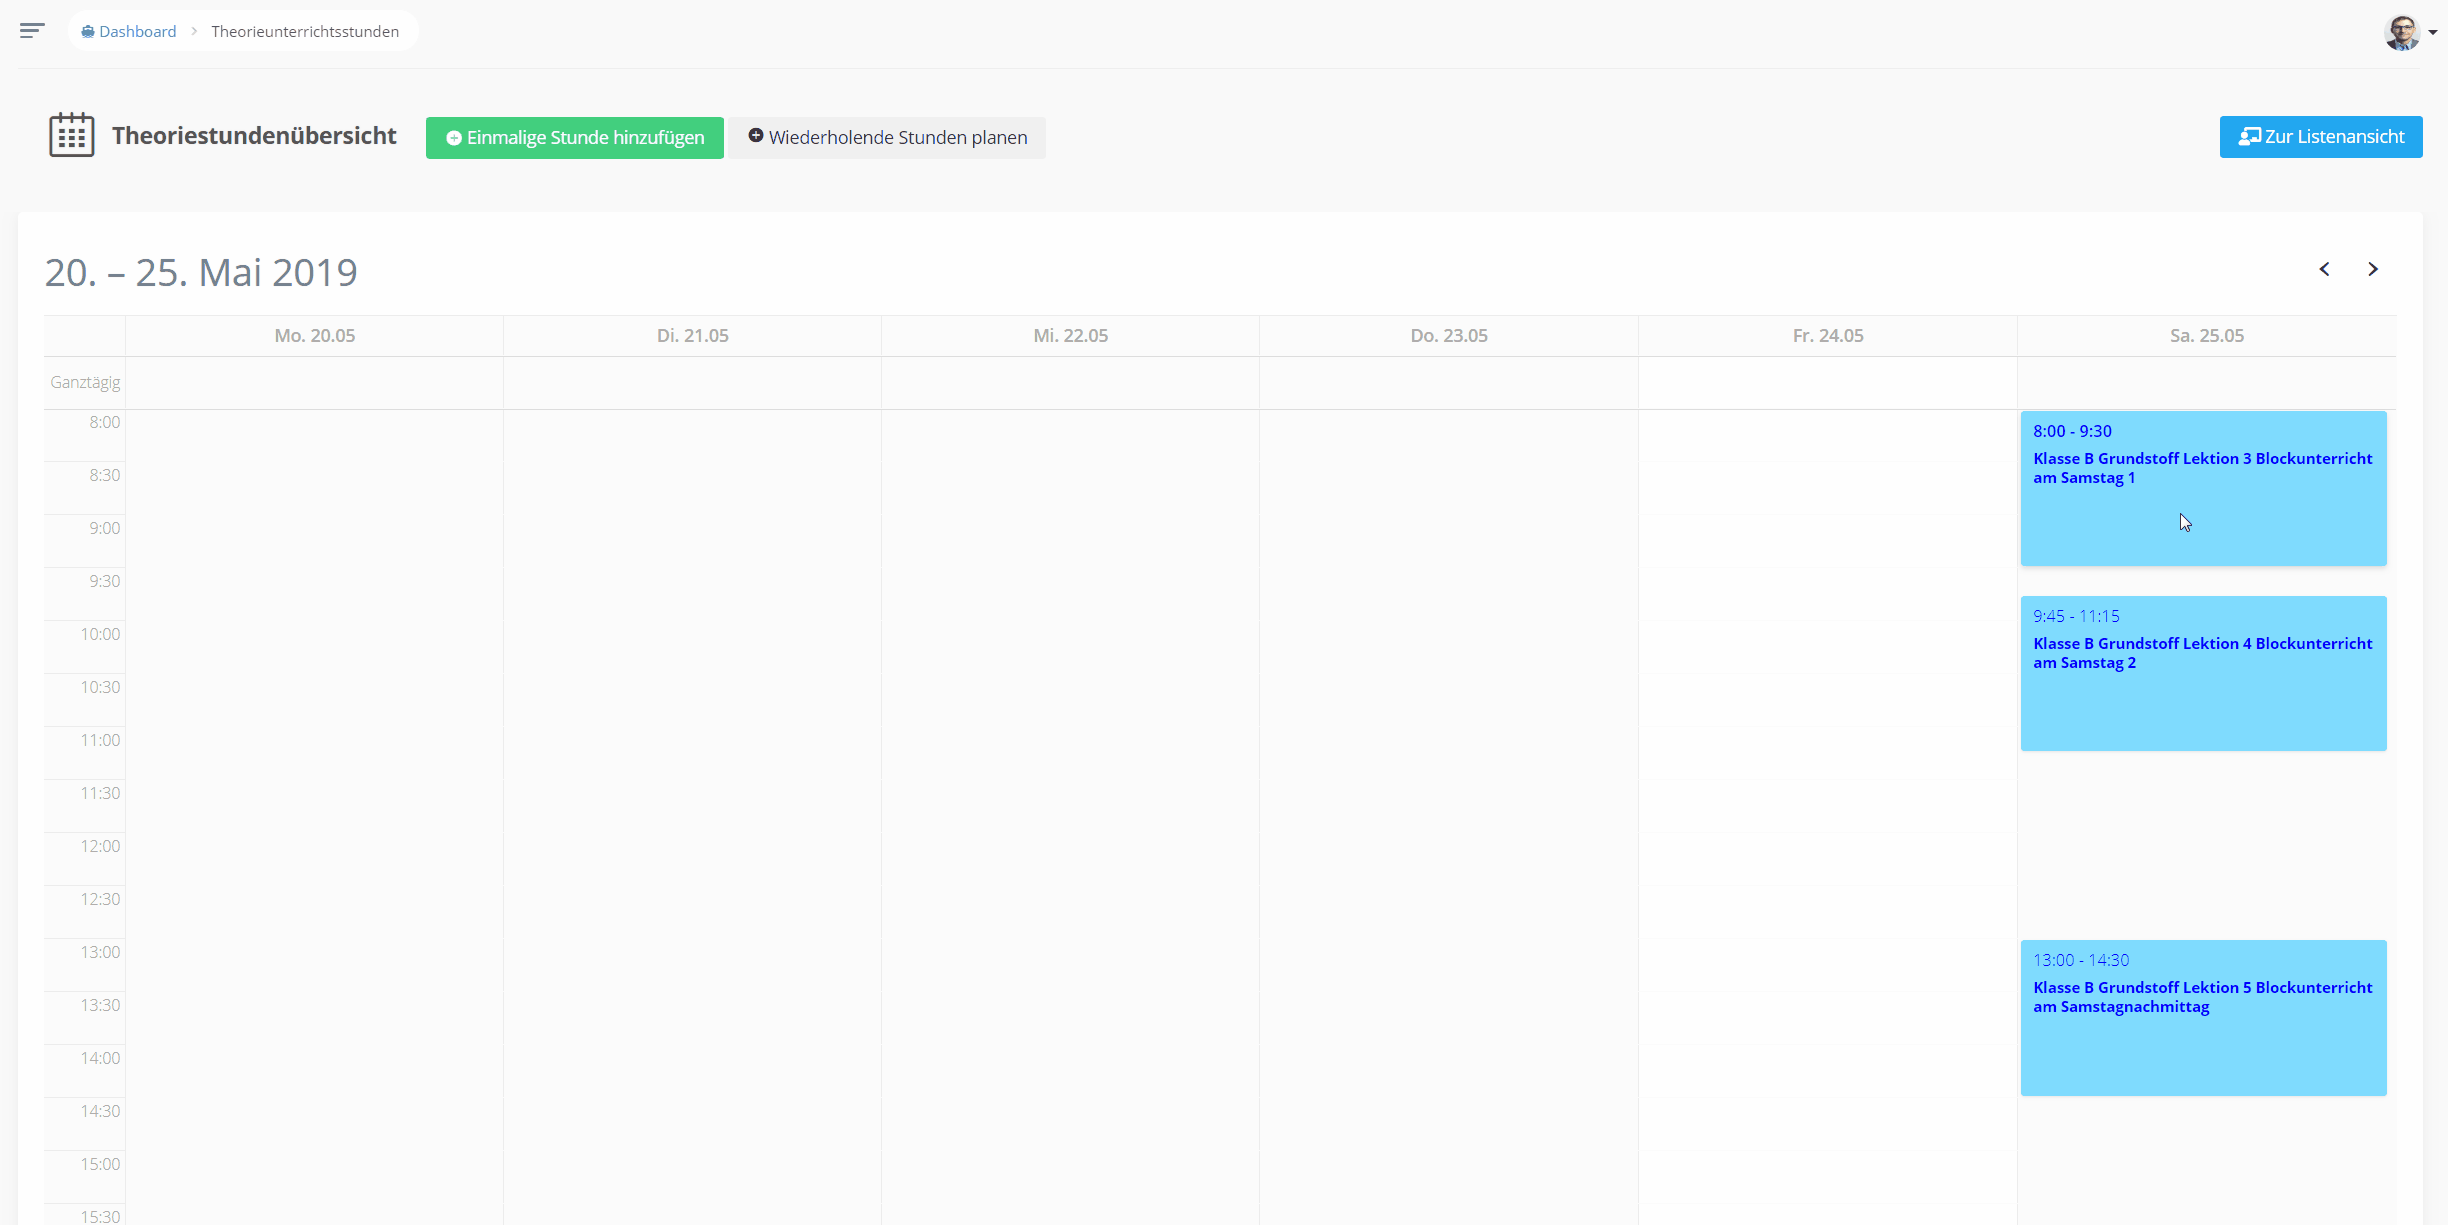 Dashboard
Theorieunterrichtsstunden
Theoriestundenübersicht
Einmalige Stunde hinzufügen
Wiederholende Stunden planen
Zur Listenansicht
20. – 25. Mai 2019
Mo. 20.05
Di. 21.05
Mi. 22.05
Do. 23.05
Fr. 24.05
Sa. 25.05
Ganztägig
8:00
8:30
9:00
9:30
10:00
10:30
11:00
11:30
12:00
12:30
13:00
13:30
14:00
14:30
15:00
15:30
8:00 - 9:30
Klasse B Grundstoff Lektion 3 Blockunterricht
am Samstag 1
9:45 - 11:15
Klasse B Grundstoff Lektion 4 Blockunterricht
am Samstag 2
13:00 - 14:30
Klasse B Grundstoff Lektion 5 Blockunterricht
am Samstagnachmittag